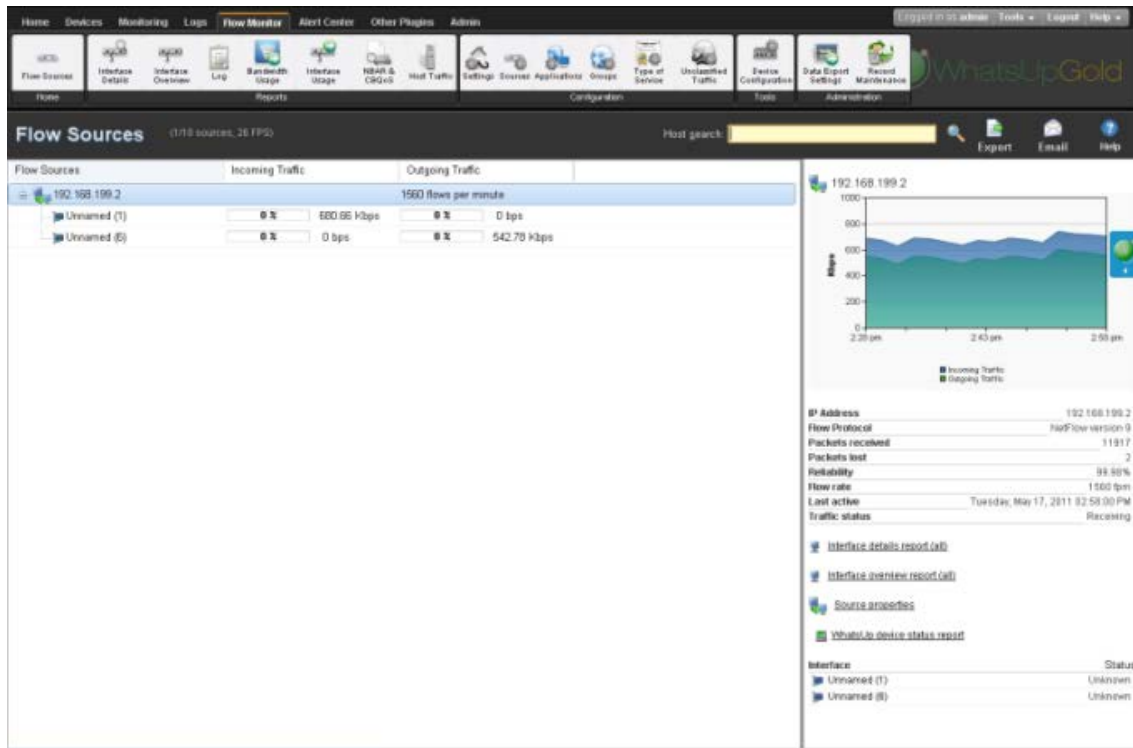 Home Devices Monitoring Logs Flow Monitor Alert Center Other Plugins Admin
Logged in as admin Tools Logout Help
Flow Sources
Interface Details
Interface Overview
Log
Bandwidth Usage
Interface Usage
NBAR & CBQoS
Host Traffic
Settings
Sources
Applications
Groups
Type of Service
Unclassified Traffic
Device Configuration
Data Export Settings
Record Maintenance
WhatsUpGold
Home
Reports
Configuration
Tools
Administration
Flow Sources (1/10 sources, 26 FPS)
Host search:
Export
Email
Help
Flow Sources Incoming Traffic Outgoing Traffic
192.168.199.2 1560 flows per minute
Unnamed (1) 0 % 680.66 Kbps 0 % 0 bps
Unnamed (6) 0 % 0 bps 0 % 542.78 Kbps
192.168.199.2
1000
800
600
400
200
0
Kbps
2:28 pm 2:43 pm 2:58 pm
Incoming Traffic
Outgoing Traffic
IP Address 192.168.199.2
Flow Protocol NetFlow version 9
Packets received 11917
Packets lost 2
Reliability 99.98%
Flow rate 1560 fpm
Last active Tuesday, May 17, 2011 02:58:00 PM
Traffic status Receiving
Interface details report (all)
Interface overview report (all)
Source properties
WhatsUp device status report
Interface Status
Unnamed (1) Unknown
Unnamed (6) Unknown